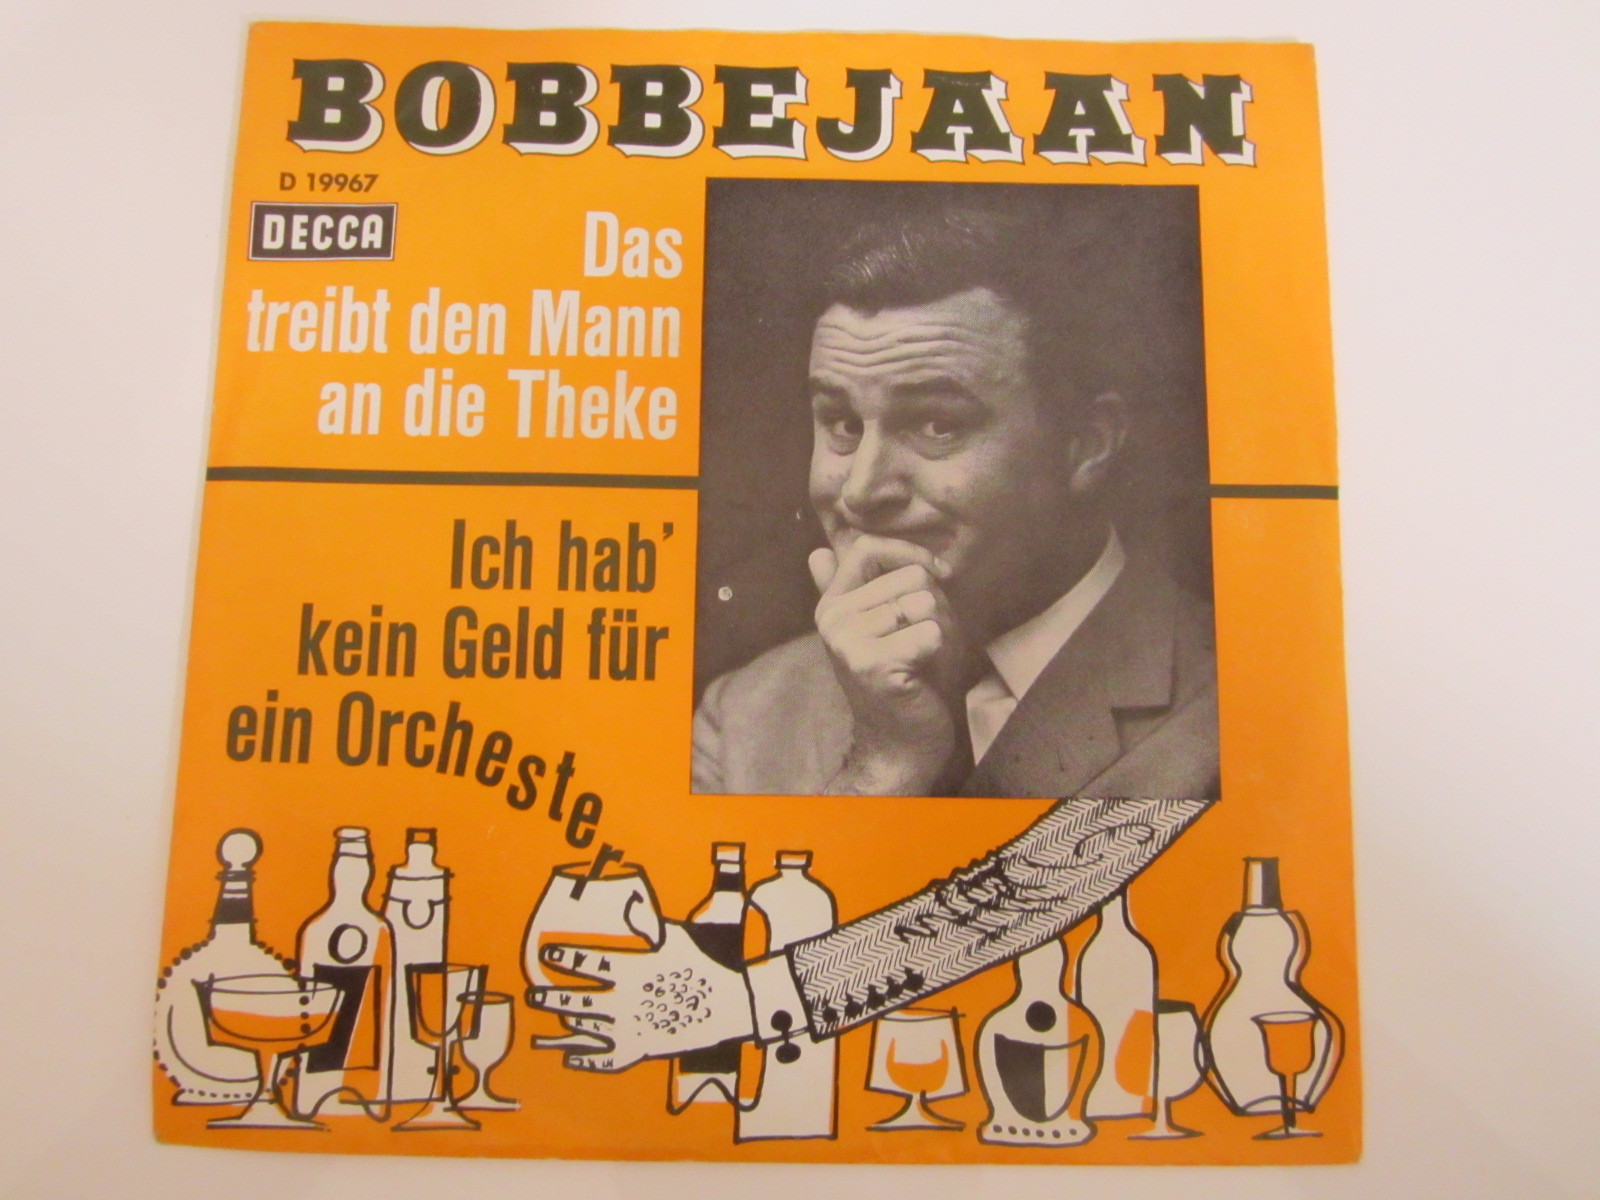 BOBBEJAAN
D 19967
DECCA
Das
treibt den Mann
an die Theke
Ich hab'
kein Geld für
ein Orchester